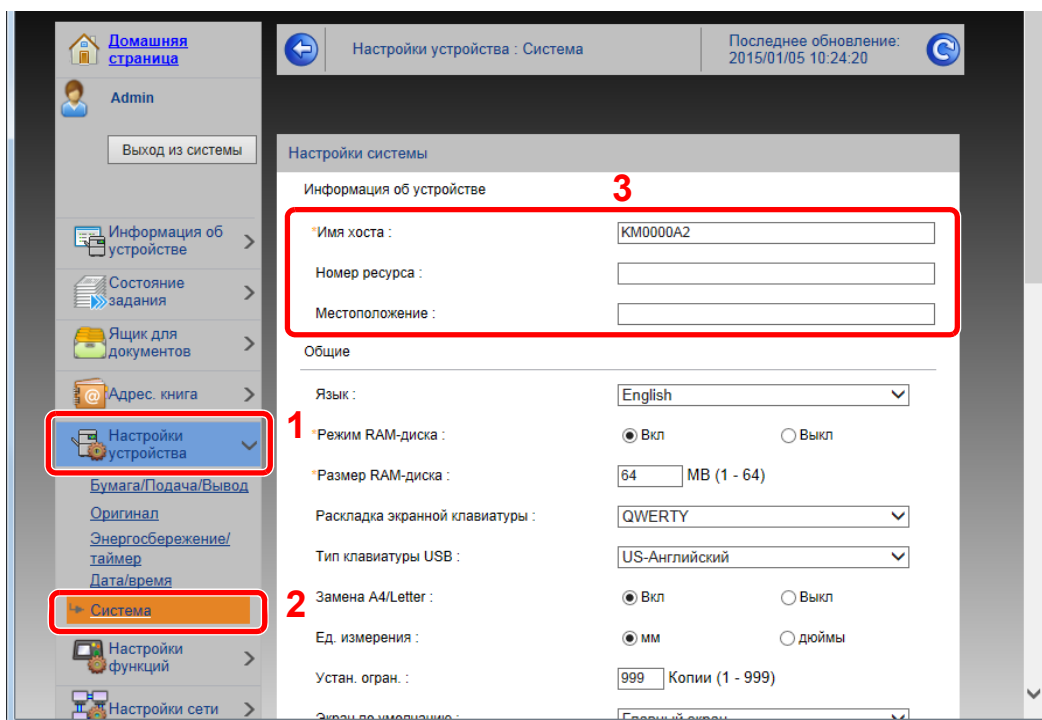 Домашняя
страница
Настройки устройства : Система
Последнее обновление:
2015/01/05 10:24:20
Admin
Выход из системы
Информация об
устройстве
Состояние
задания
Ящик для
документов
Адрес. книга
Настройки
устройства
1
Бумага/Подача/Вывод
Оригинал
Энергосбережение/
таймер
Дата/время
Система
2
Настройки
функций
Настройки сети
Настройки системы
Информация об устройстве
3
*Имя хоста : KM0000A2
Номер ресурса :
Местоположение :
Общие
Язык : English
*Режим RAM-диска : Вкл Выкл
*Размер RAM-диска : 64 MB (1 - 64)
Раскладка экранной клавиатуры : QWERTY
Тип клавиатуры USB : US-Английский
Замена A4/Letter : Вкл Выкл
Ед. измерения : мм дюймы
Устан. огран. : 999 Копии (1 - 999)
Экран по умолчанию : Главный экран